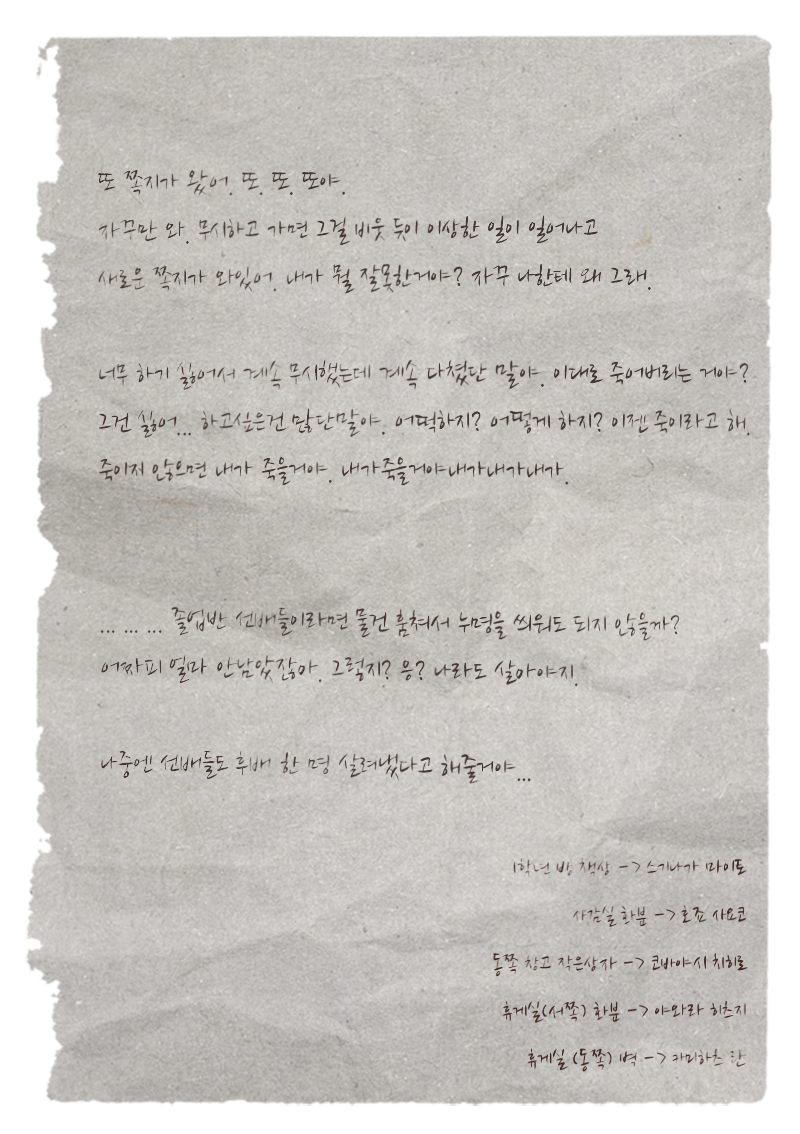 또 쪽지가 왔어. 또. 또. 또야.
자꾸만 와. 무시하고 가면 그걸 비웃 듯이 이상한 일이 일어나고
새로운 쪽지가 와있어. 내가 뭘 잘못한거야? 자꾸 나한테 왜 그래.
너무 하기 싫어서 계속 무시했는데 계속 다쳤단 말야. 이대로 죽어버리는 거야?
그건 싫어... 하고싶은건 많단말야. 어떡하지? 어떻게 하지? 이젠 죽이라고 해.
죽이지 않으면 내가 죽을거야. 내가죽을거야내가내가내가.
... ... ... 졸업반 선배들이라면 물건 훔쳐서 누명을 씌워도 되지 않을까?
어짜피 얼마 안남았잖아. 그렇지? 응? 나라도 살아야지.
나중엔 선배들도 후배 한 명 살려냈다고 해줄거야...
1학년 방 책상 -> 스기나가 마이토
사감실 화분 -> 호죠 사요코
동쪽 창고 작은상자 -> 코바야시 치히로
휴게실(서쪽) 화분 -> 야와라 히츠지
휴게실 (동쪽) 벽 -> 카미하츠 란